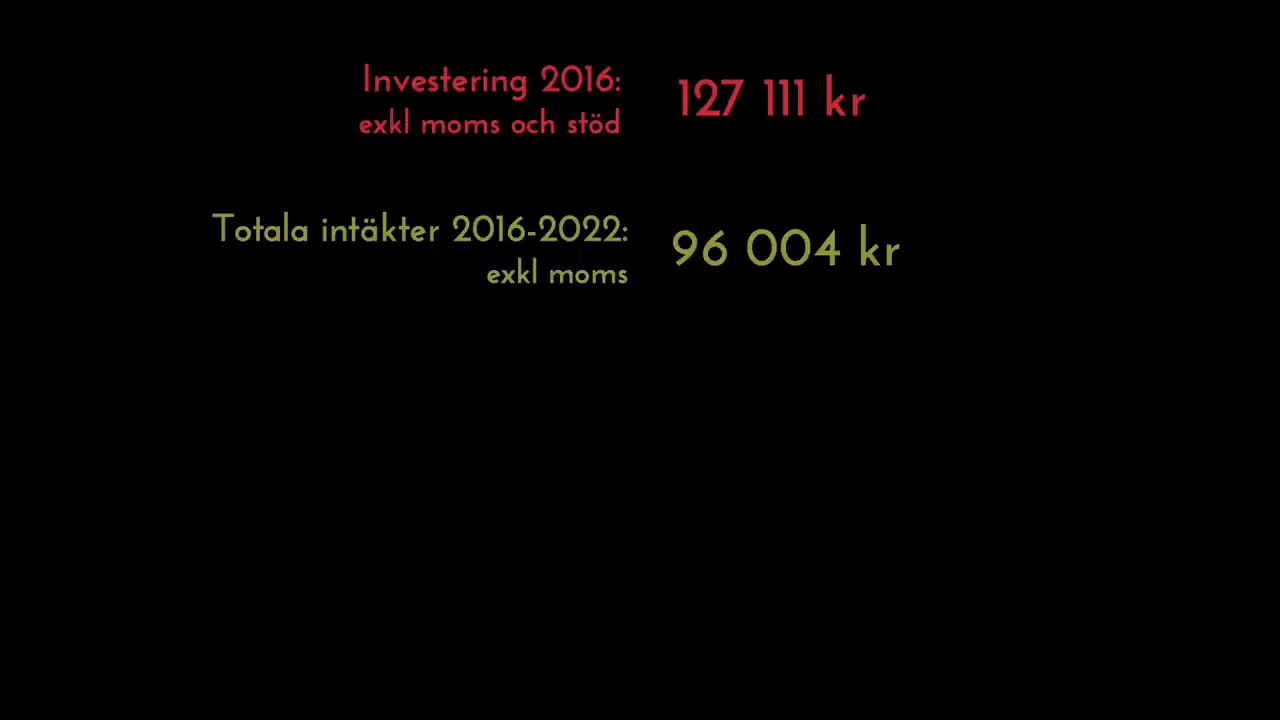 Investering 2016:
exkl moms och stöd
127 111 kr
Totala intäkter 2016-2022:
exkl moms
96 004 kr